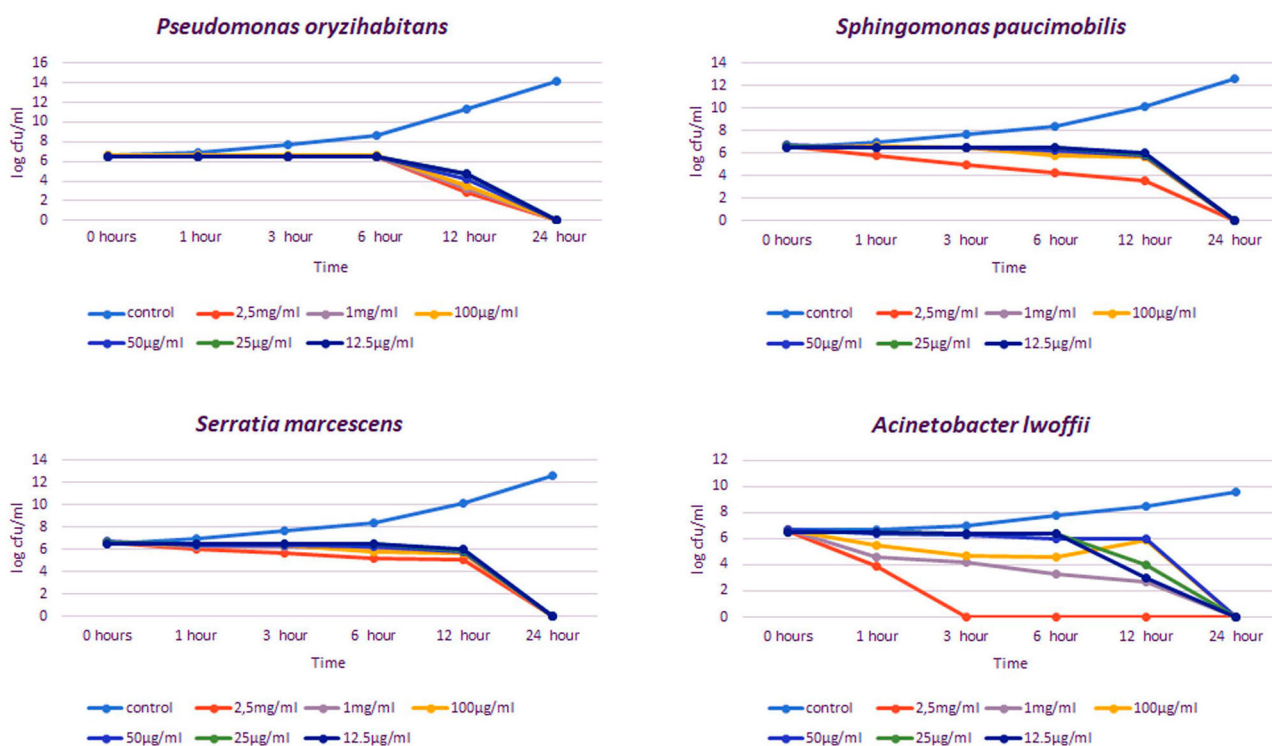 Pseudomonas oryzihabitans
16
14
12
10
8
6
4
2
0
log cfu/ml
0 hours 1 hour 3 hour 6 hour 12 hour 24 hour
Time
control 2,5mg/ml 1mg/ml 100µg/ml
50µg/ml 25µg/ml 12.5µg/ml
Sphingomonas paucimobilis
14
12
10
8
6
4
2
0
log cfu/ml
0 hours 1 hour 3 hour 6 hour 12 hour 24 hour
Time
control 2,5mg/ml 1mg/ml 100µg/ml
50µg/ml 25µg/ml 12.5µg/ml
Serratia marcescens
14
12
10
8
6
4
2
0
log cfu/ml
0 hours 1 hour 3 hour 6 hour 12 hour 24 hour
Time
control 2,5mg/ml 1mg/ml 100µg/ml
50µg/ml 25µg/ml 12.5µg/ml
Acinetobacter lwoffii
12
10
8
6
4
2
0
log cfu/ml
0 hours 1 hour 3 hour 6 hour 12 hour 24 hour
Time
control 2,5mg/ml 1mg/ml 100µg/ml
50µg/ml 25µg/ml 12.5µg/ml